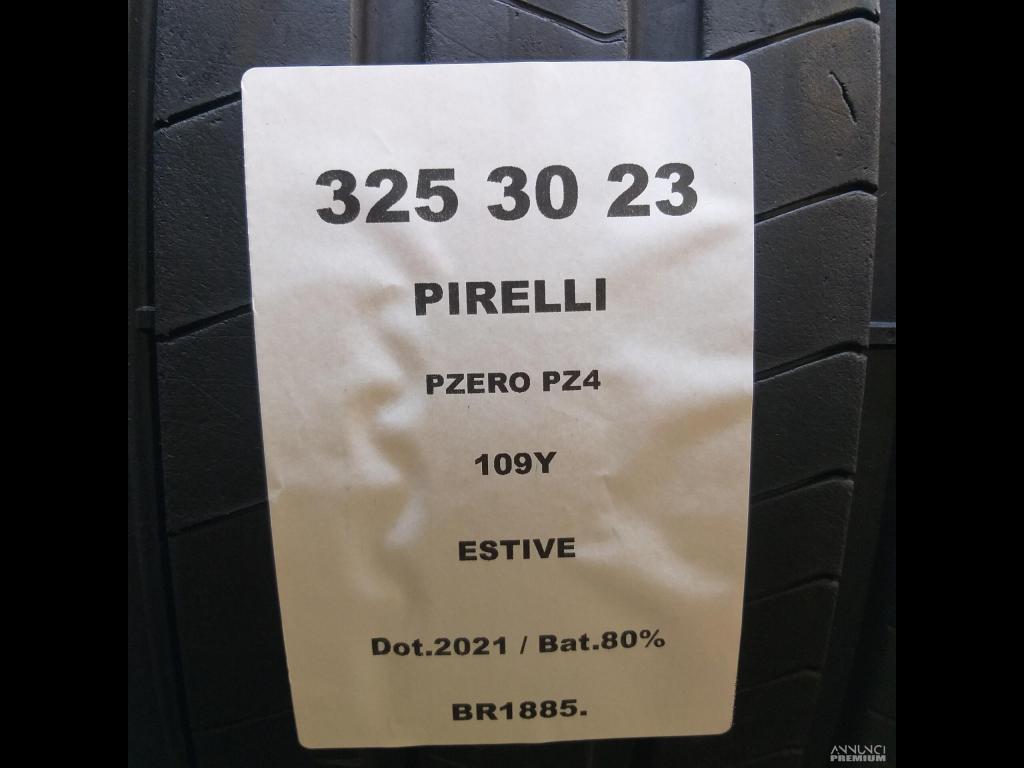 325 30 23
PIRELLI
PZERO PZ4
109Y
ESTIVE
Dot.2021 / Bat.80%
BR1885.
ANNUNCI
PREMIUM